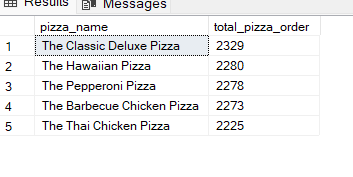 Results Messages
pizza_name total_pizza_order
1 The Classic Deluxe Pizza 2329
2 The Hawaiian Pizza 2280
3 The Pepperoni Pizza 2278
4 The Barbecue Chicken Pizza 2273
5 The Thai Chicken Pizza 2225